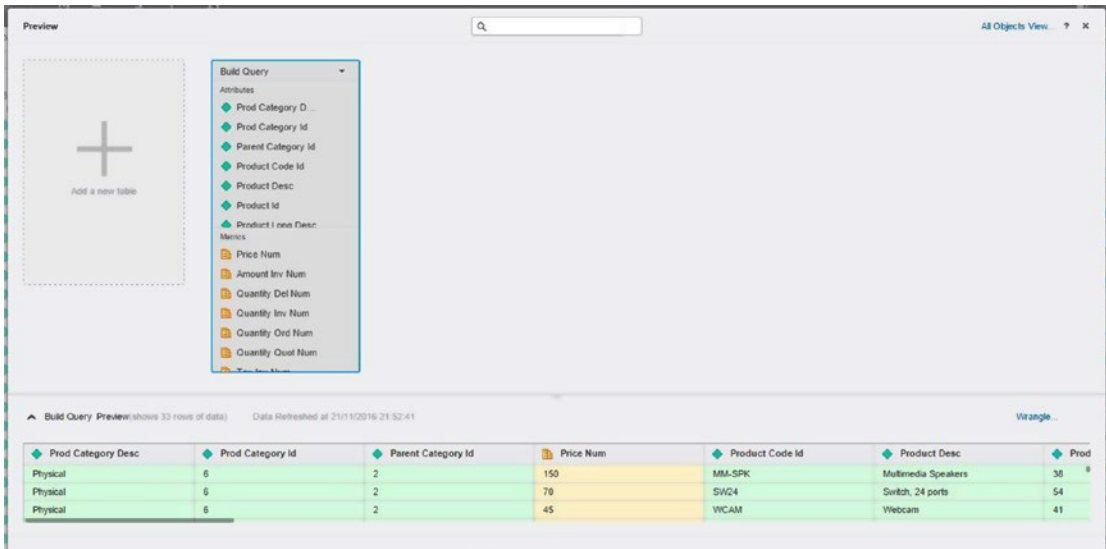 Preview
All Objects View... ? ×
Build Query
Attributes
Prod Category D...
Prod Category Id
Parent Category Id
Product Code Id
Product Desc
Product Id
Product Long Desc
Metrics
Price Num
Amount Inv Num
Quantity Del Num
Quantity Inv Num
Quantity Ord Num
Quantity Quot Num
Add a new table
Build Query Preview(shows 33 rows of data) Data Refreshed at 21/11/2016 21:52:41 Wrangle...
Prod Category Desc Prod Category Id Parent Category Id Price Num Product Code Id Product Desc Prod
Physical 6 2 150 MM-SPK Multimedia Speakers 38
Physical 6 2 70 SW24 Switch, 24 ports 54
Physical 6 2 45 WCAM Webcam 41